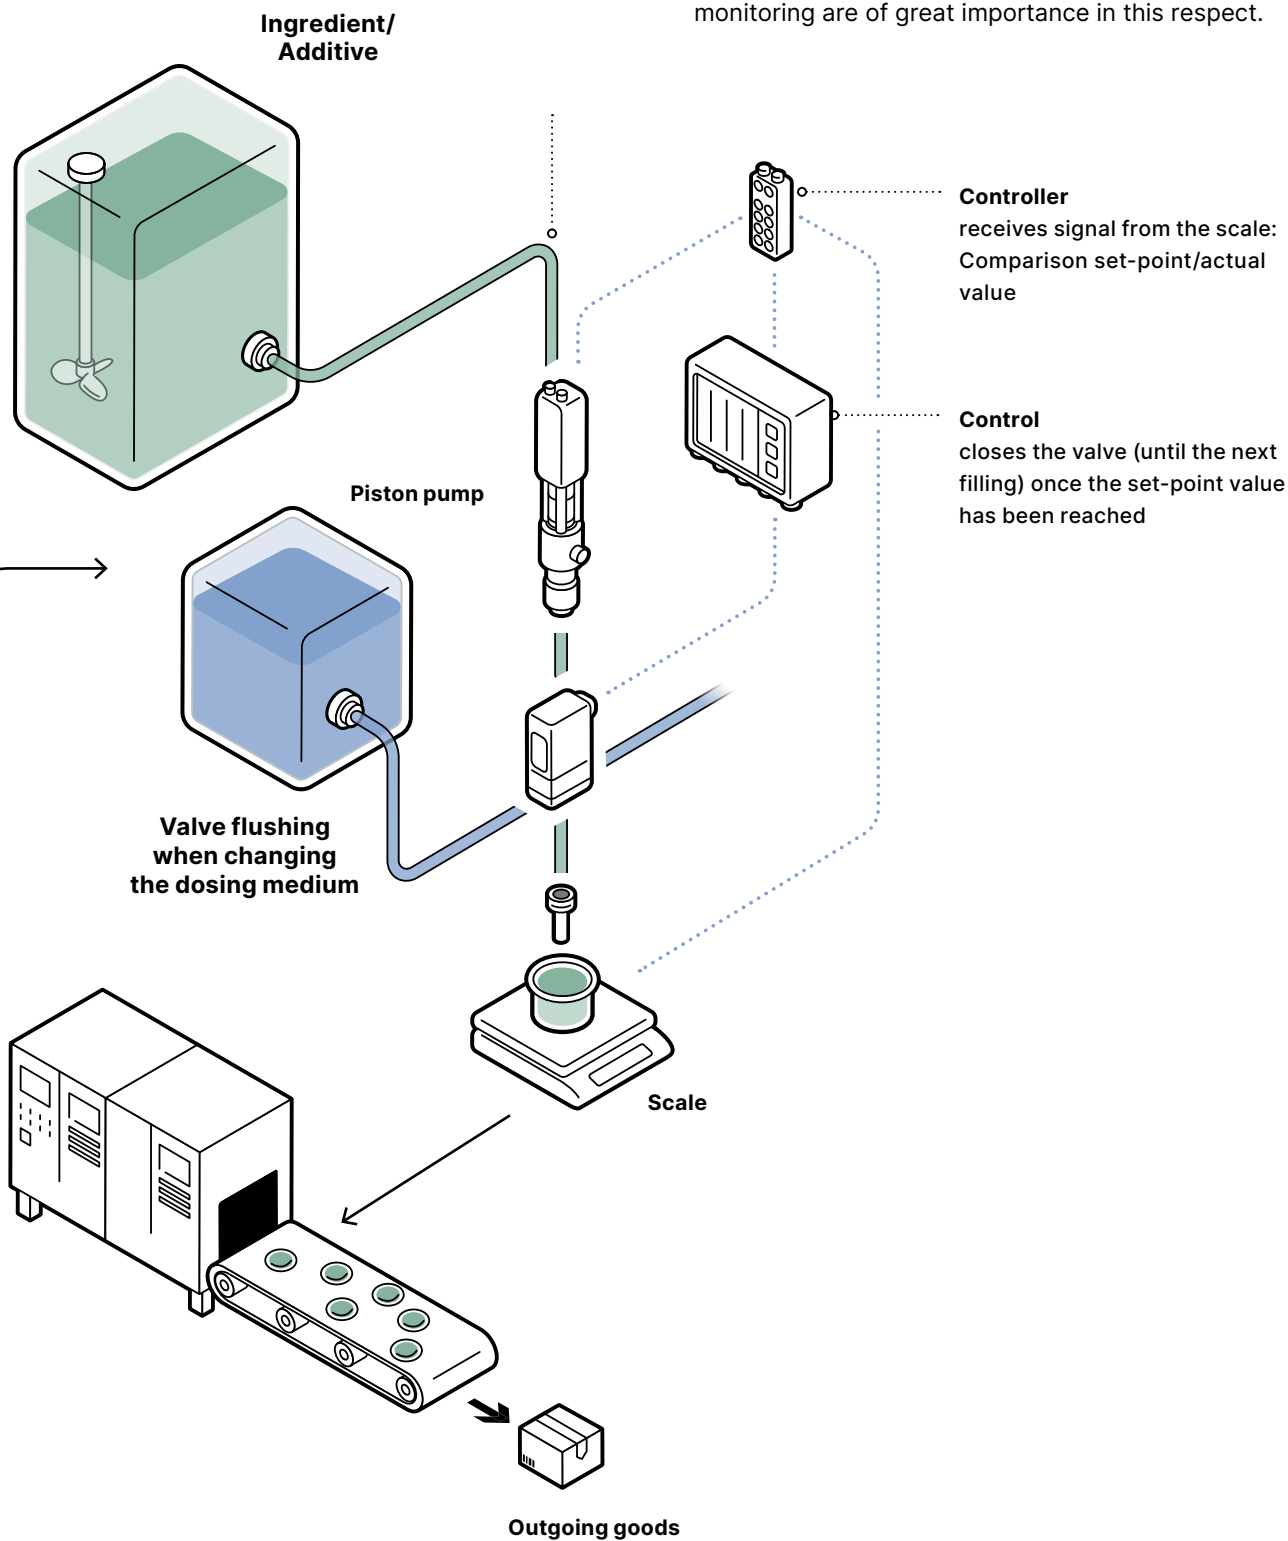 monitoring are of great importance in this respect.
Ingredient/
Additive
Controller
receives signal from the scale:
Comparison set-point/actual
value
Control
closes the valve (until the next
filling) once the set-point value
has been reached
Piston pump
Valve flushing
when changing
the dosing medium
Scale
Outgoing goods